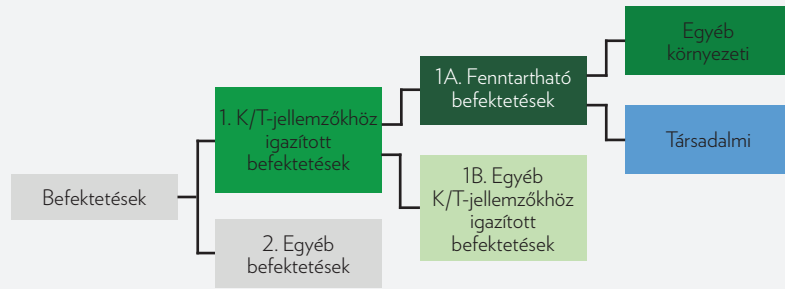 Befektetések
1. K/T-jellemzőkhöz
igazított
befektetések
2. Egyéb
befektetések
1A. Fenntartható
befektetések
1B. Egyéb
K/T-jellemzőkhöz
igazított
befektetések
Egyéb
környezeti
Társadalmi